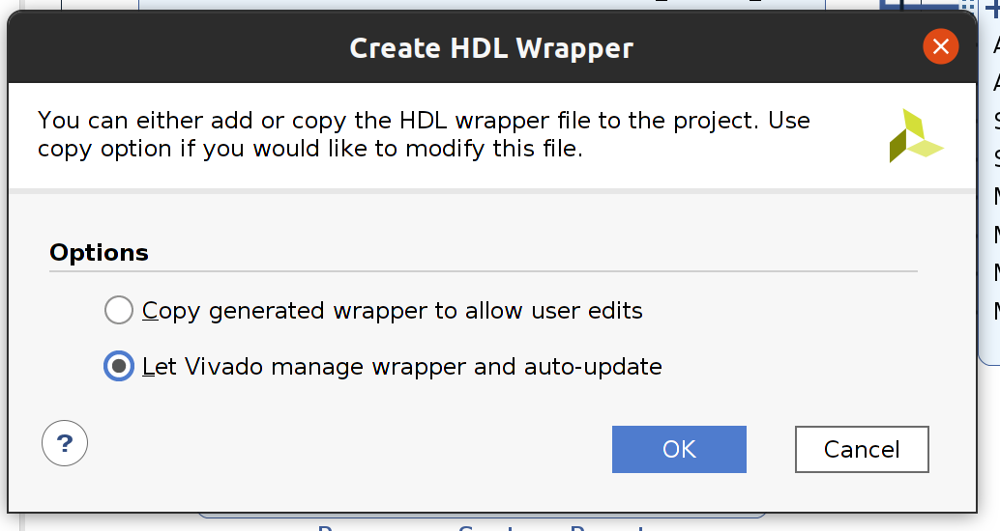 Create HDL Wrapper
You can either add or copy the HDL wrapper file to the project. Use
copy option if you would like to modify this file.
Options
Copy generated wrapper to allow user edits
Let Vivado manage wrapper and auto-update
?
OK
Cancel